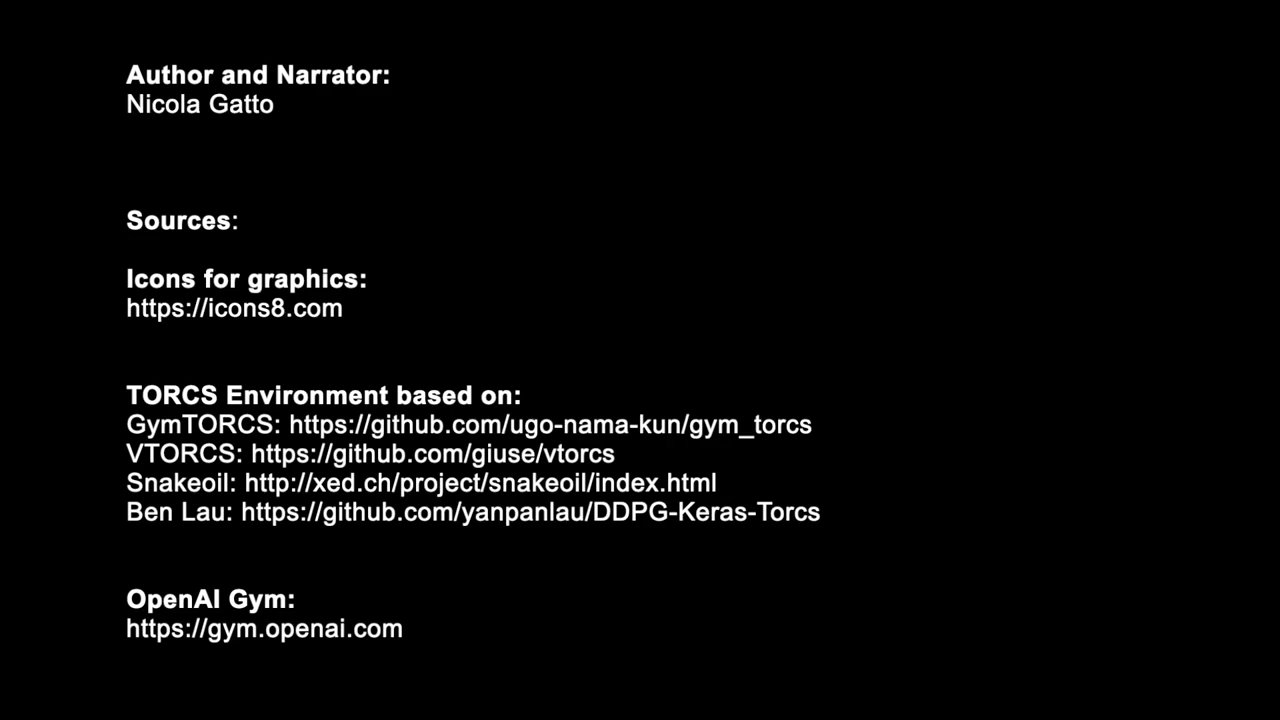 Author and Narrator:
Nicola Gatto
Sources:
Icons for graphics:
https://icons8.com
TORCS Environment based on:
GymTORCS: https://github.com/ugo-nama-kun/gym_torcs
VTORCS: https://github.com/giuse/vtorcs
Snakeoil: http://xed.ch/project/snakeoil/index.html
Ben Lau: https://github.com/yanpanlau/DDPG-Keras-Torcs
OpenAI Gym:
https://gym.openai.com